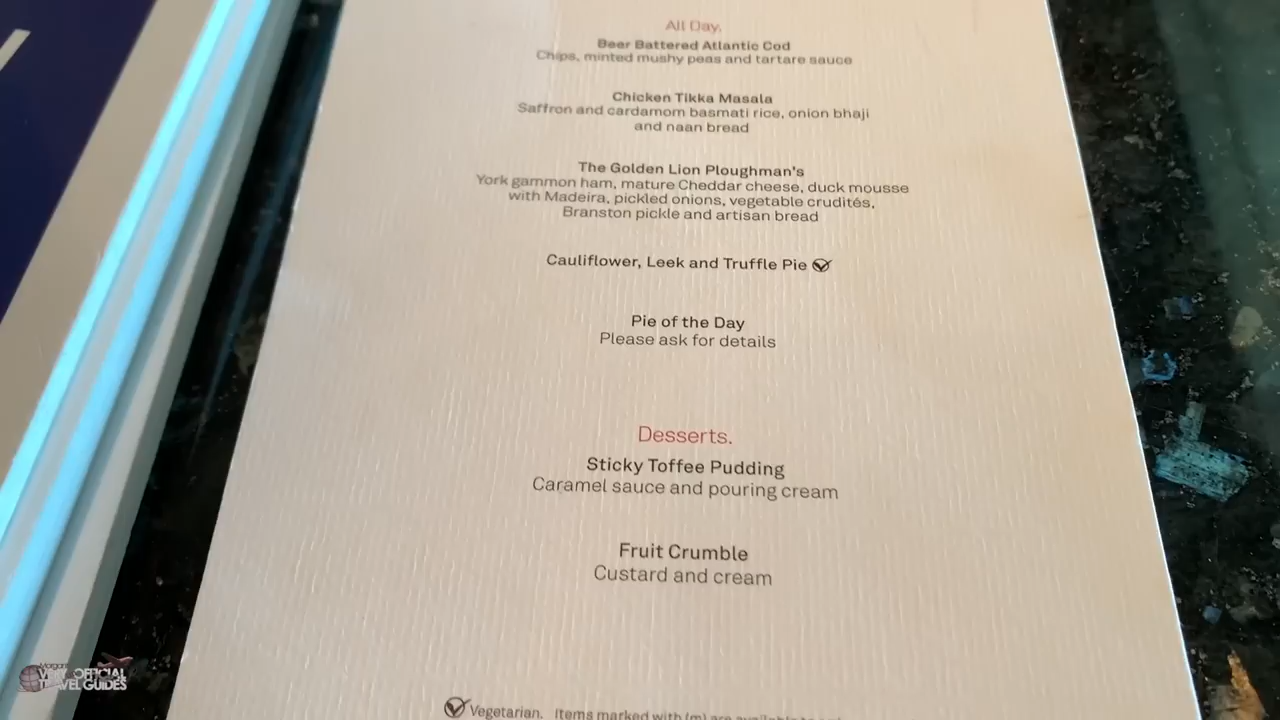 All Day.
Beer Battered Atlantic Cod
Chips, minted mushy peas and tartare sauce
Chicken Tikka Masala
Saffron and cardamom basmati rice, onion bhaji
and naan bread
The Golden Lion Ploughman's
York gammon ham, mature Cheddar cheese, duck mousse
with Madeira, pickled onions, vegetable crudités,
Branston pickle and artisan bread
Cauliflower, Leek and Truffle Pie
Pie of the Day
Please ask for details
Desserts.
Sticky Toffee Pudding
Caramel sauce and pouring cream
Fruit Crumble
Custard and cream
Vegetarian. Items marked with (m) are available
OFFICIAL
TRAVEL GUIDES